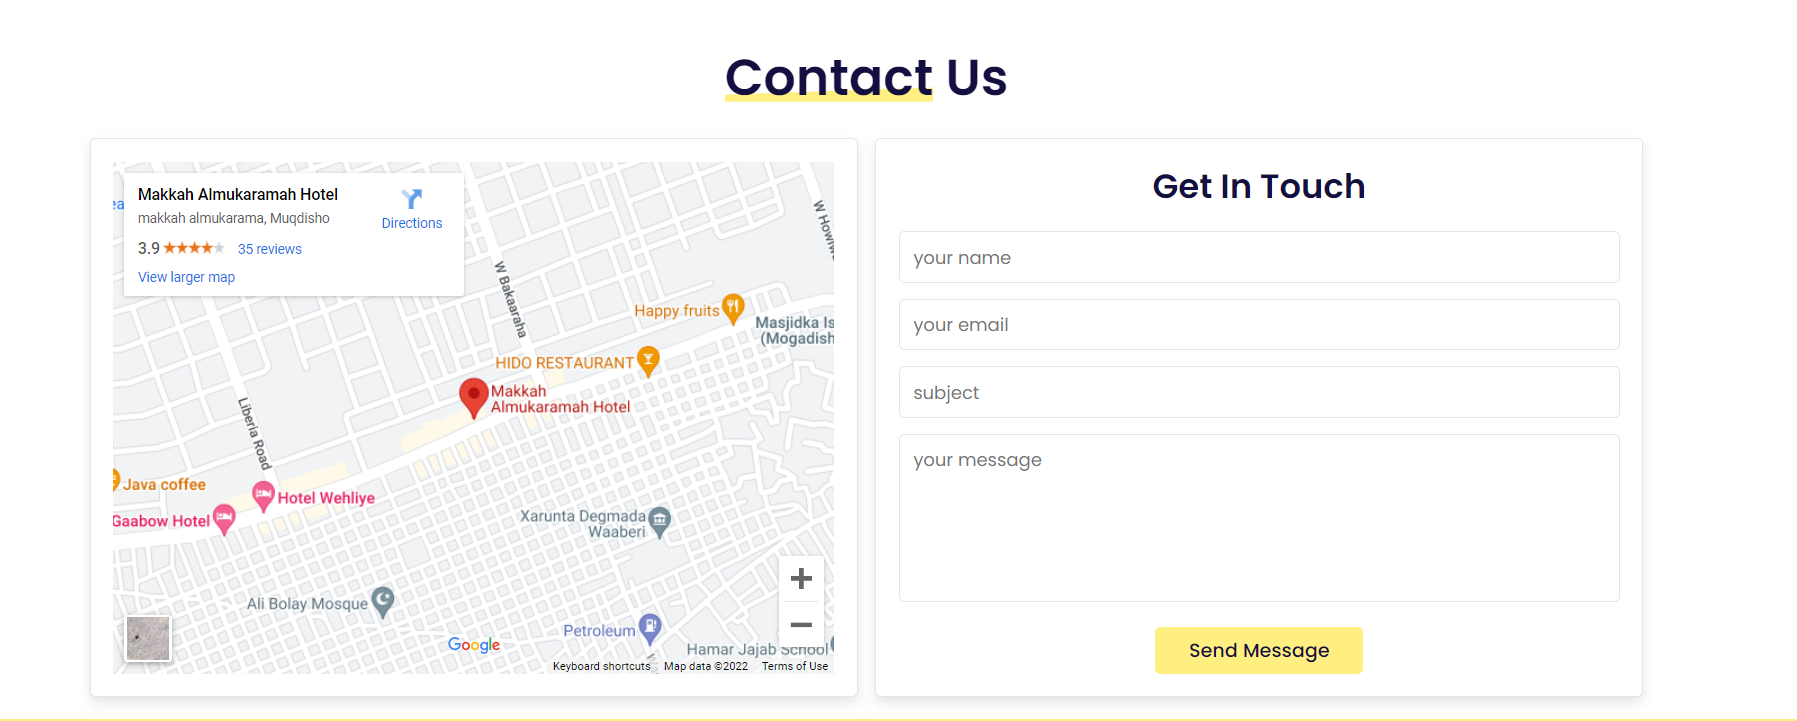 Contact Us
Makkah Almukaramah Hotel
makkah almukarama, Muqdisho
3.9
35 reviews
View larger map
Directions
W Bakaaraha
Happy fruits
Masjidka Is
(Mogadish
HIDO RESTAURANT
Makkah
Almukaramah Hotel
Liberia Road
Java coffee
Hotel Wehliye
Gaabow Hotel
Xarunta Degmada
Waaberi
Ali Bolay Mosque
Petroleum
Hamar Jajab School
Google
Keyboard shortcuts
Map data ©2022
Terms of Use
Get In Touch
your name
your email
subject
your message
Send Message